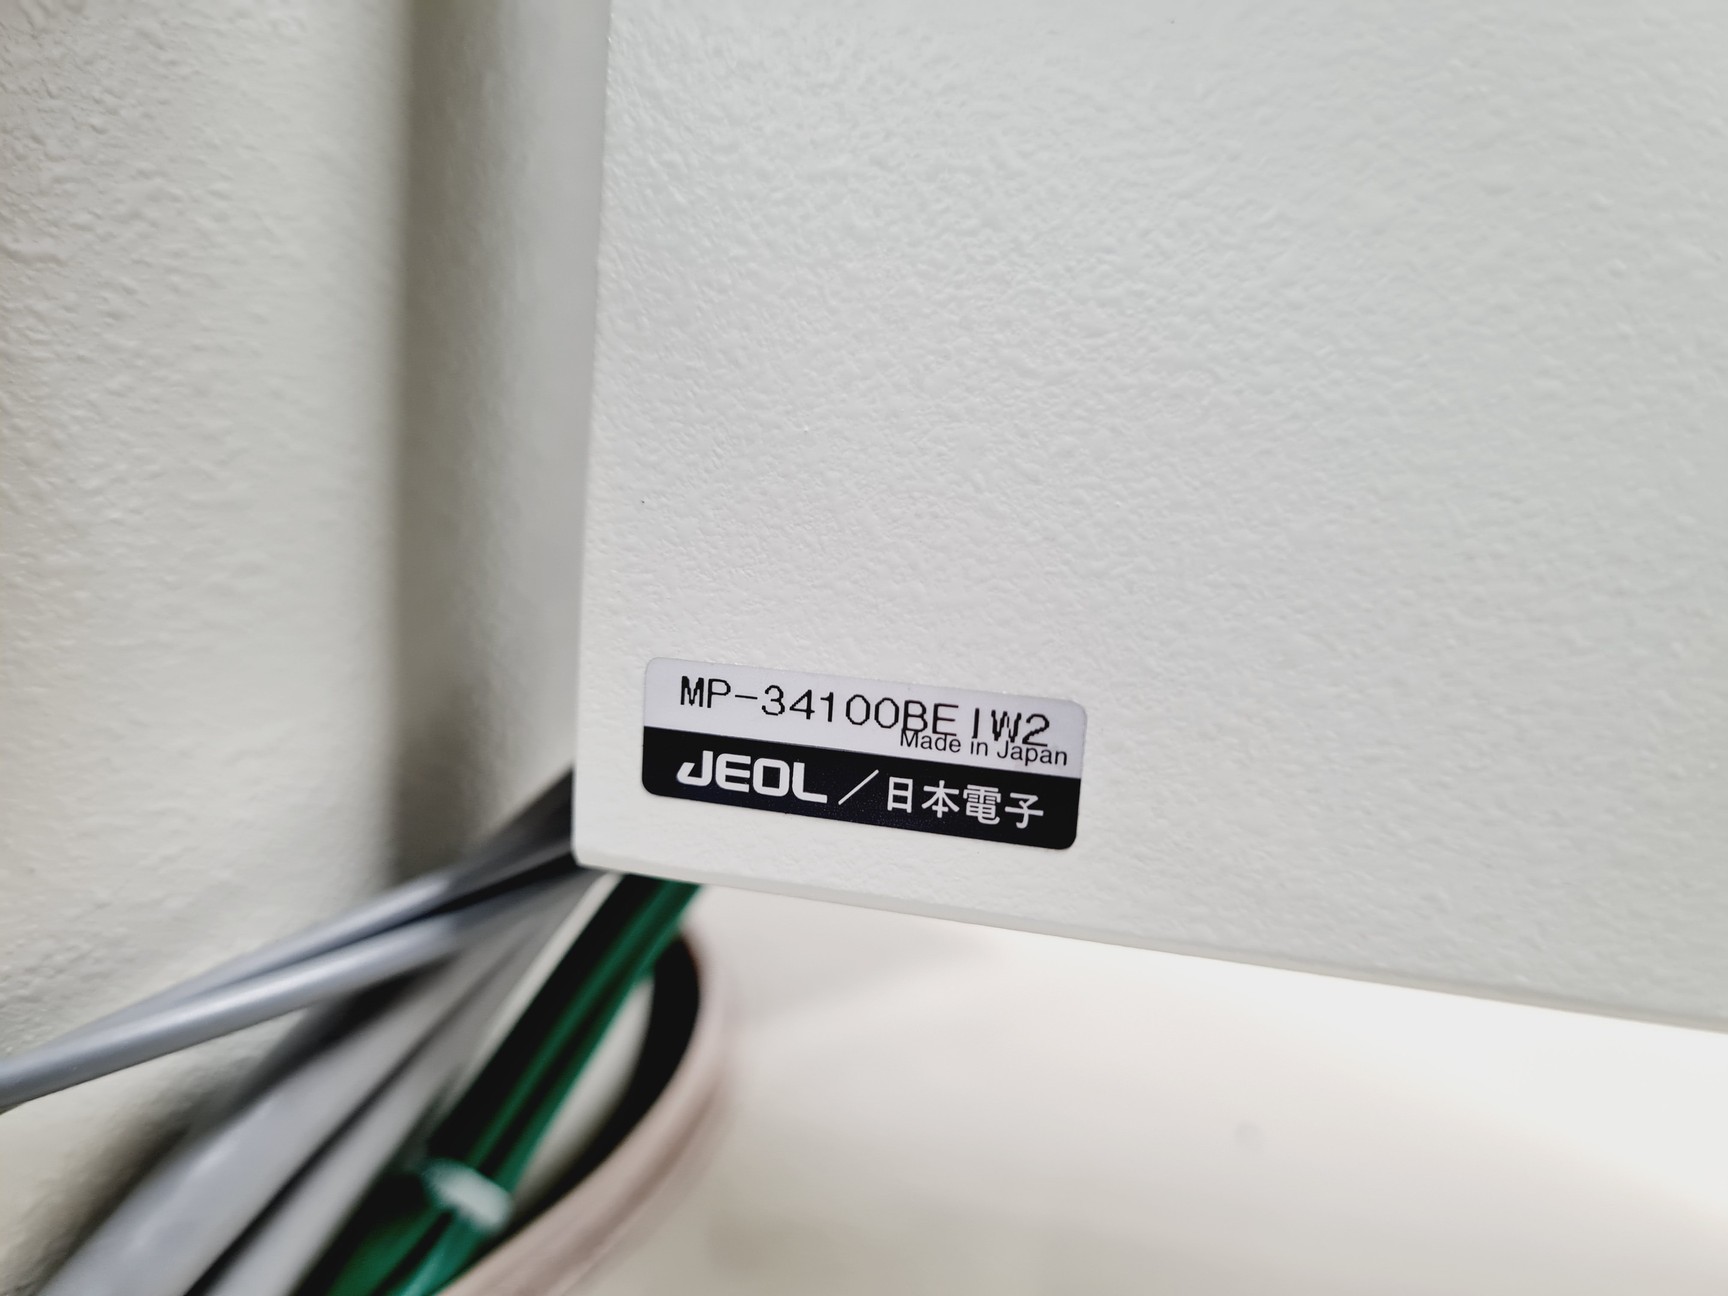 MP-34100BEIW2
Made in Japan
JEOL／日本電子